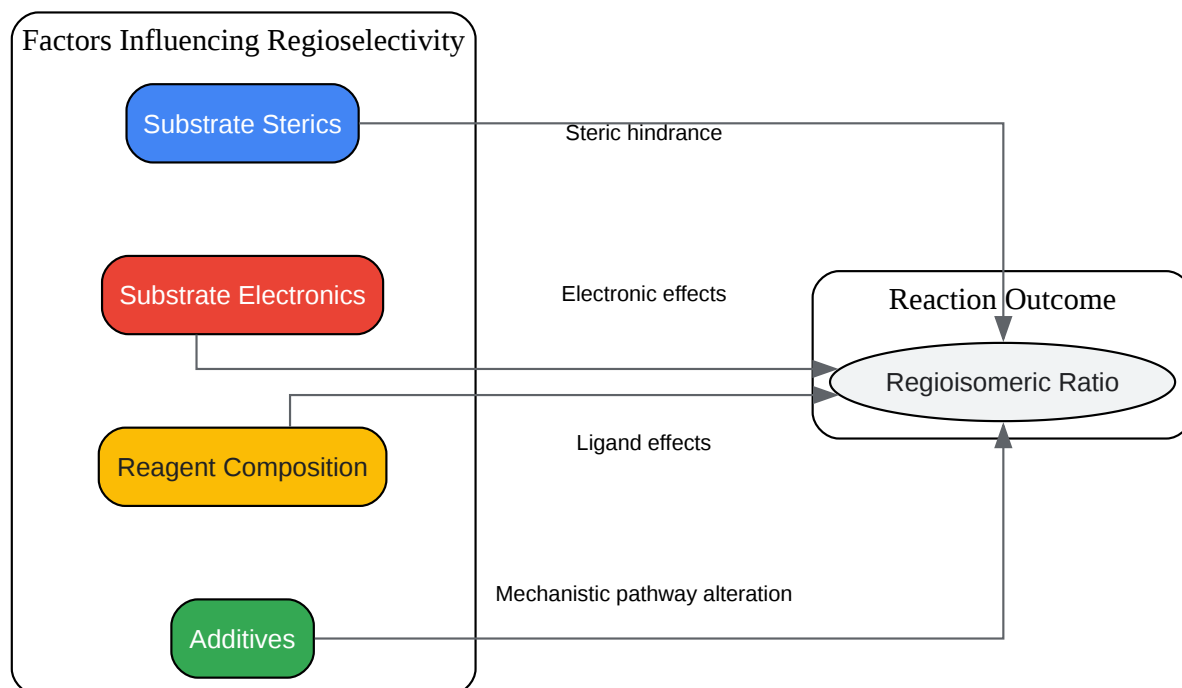 Factors Influencing Regioselectivity
Substrate Sterics
Steric hindrance
Substrate Electronics
Electronic effects
Reaction Outcome
Regioisomeric Ratio
Ligand effects
Reagent Composition
Mechanistic pathway alteration
Additives